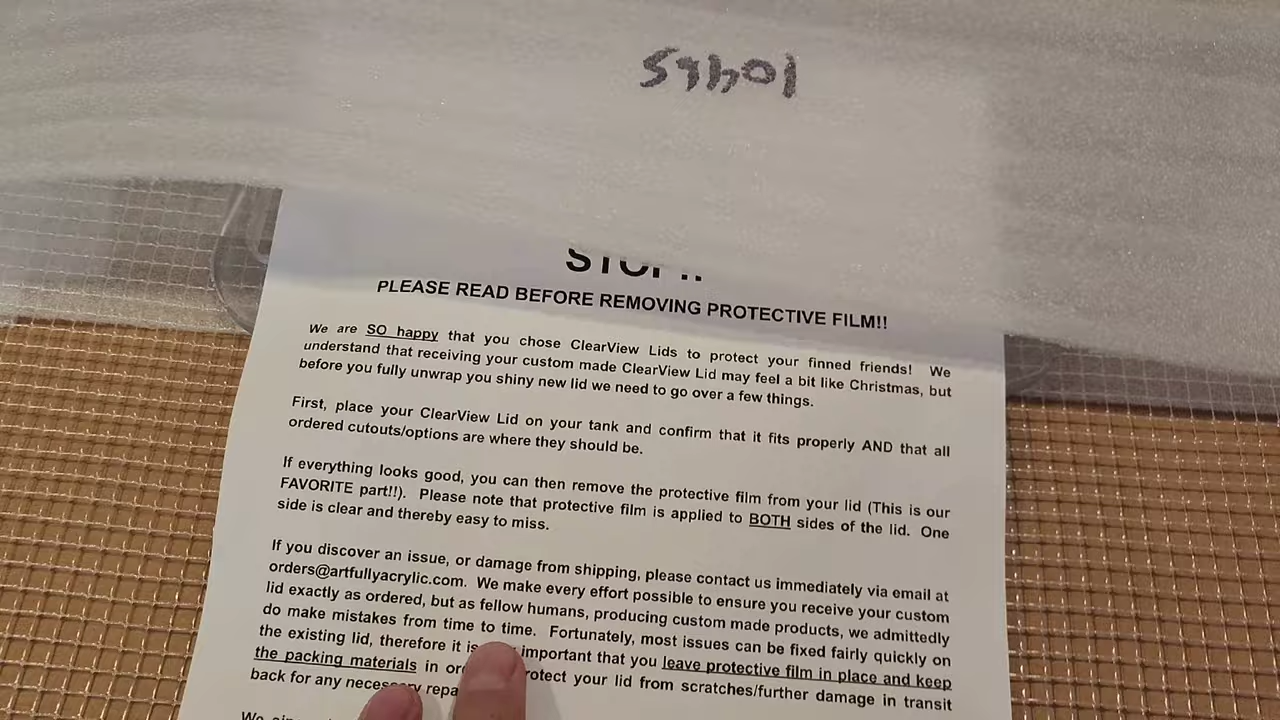 STOP!!
PLEASE READ BEFORE REMOVING PROTECTIVE FILM!!
We are SO happy that you chose ClearView Lids to protect your finned friends! We
understand that receiving your custom made ClearView Lid may feel a bit like Christmas, but
before you fully unwrap you shiny new lid we need to go over a few things.
First, place your ClearView Lid on your tank and confirm that it fits properly AND that all
ordered cutouts/options are where they should be.
If everything looks good, you can then remove the protective film from your lid (This is our
FAVORITE part!!). Please note that protective film is applied to BOTH sides of the lid. One
side is clear and thereby easy to miss.
If you discover an issue, or damage from shipping, please contact us immediately via email at
orders@artfullyacrylic.com. We make every effort possible to ensure you receive your custom
lid exactly as ordered, but as fellow humans, producing custom made products, we admittedly
do make mistakes from time to time. Fortunately, most issues can be fixed fairly quickly on
the existing lid, therefore it is important that you leave protective film in place and keep
the packing materials in protect your lid from scratches/further damage in transit
back for any necessary
We